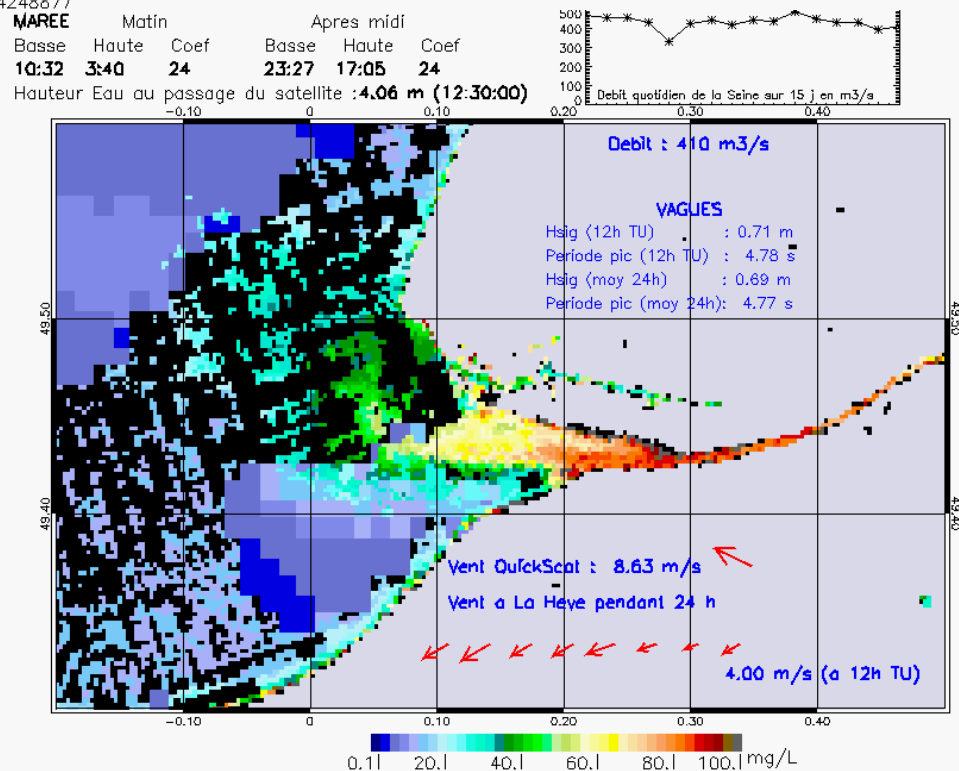 MAREE Matin Apres midi
Basse Haute Coef Basse Haute Coef
10:32 3:40 24 23:27 17:05 24
Hauteur Eau au passage du satellite : 4.06 m (12:30:00)
500
400
300
200
100
0
Debit quotidien de la Seine sur 15 j en m3/s
-0.10 0 0.10 0.20 0.30 0.40
Debit : 410 m3/s
VAGUES
Hsig (12h TU) : 0.71 m
Periode pic (12h TU) : 4.78 s
Hsig (moy 24h) : 0.69 m
Periode pic (moy 24h): 4.77 s
49.50 49.50
49.40 49.40
Vent QuickScat : 8.63 m/s
Vent a La Heve pendant 24 h
4.00 m/s (a 12h TU)
-0.10 0 0.10 0.20 0.30 0.40
0.1| 20.| 40.| 60.| 80.| 100.| mg/L